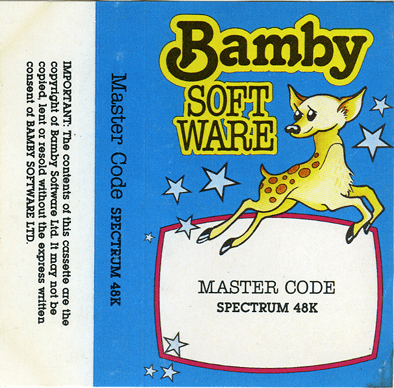 IMPORTANT: The contents of this cassette are the
copyright of Bamby Software Ltd. It may not be
copied, lent or resold without the express written
consent of BAMBY SOFTWARE LTD.
Master Code SPECTRUM 48K
Bamby
SOFT
WARE
MASTER CODE
SPECTRUM 48K